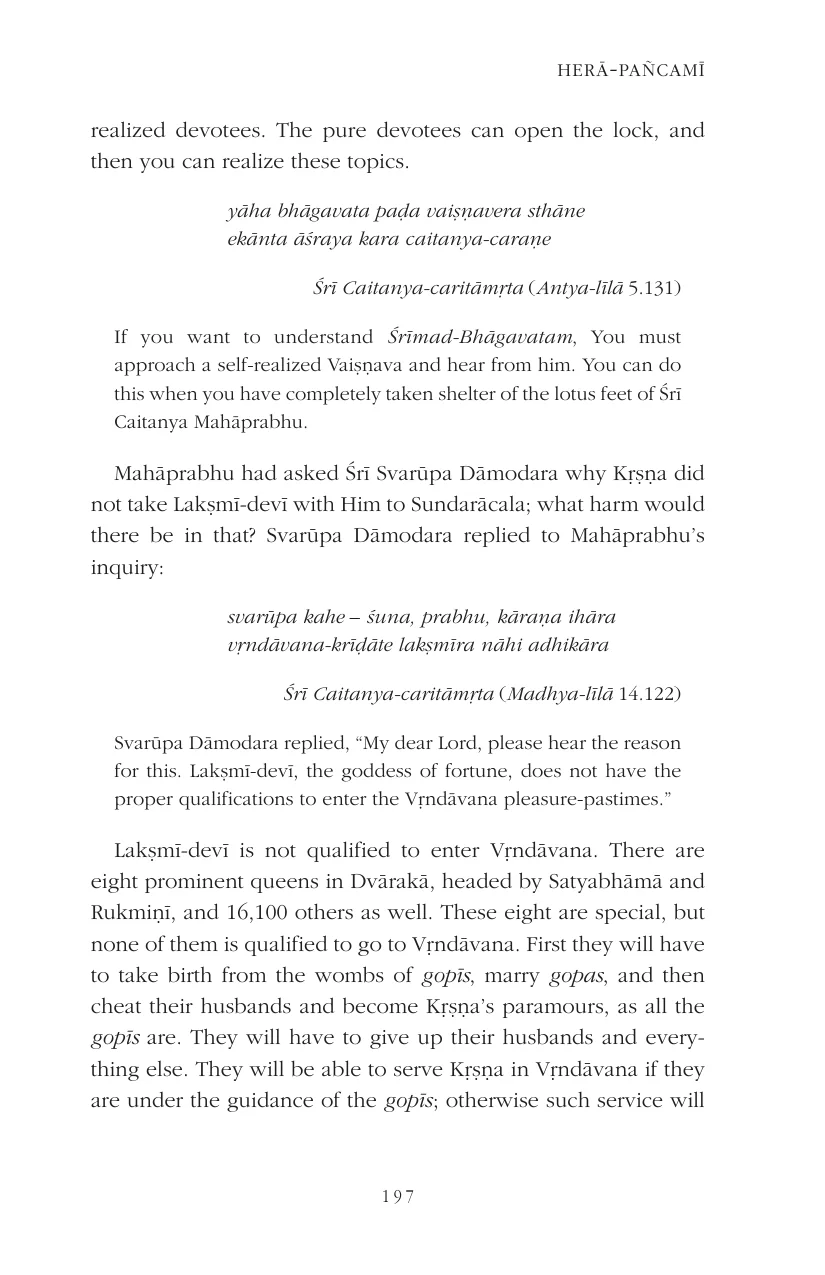 HERĀ-PAÑCAMĪ
realized devotees. The pure devotees can open the lock, and
then you can realize these topics.
yāha bhāgavata paḍa vaiṣṇavera sthāne
ekānta āśraya kara caitanya-caraṇe
Śrī Caitanya-caritāmṛta (Antya-līlā 5.131)
If you want to understand Śrīmad-Bhāgavatam, You must
approach a self-realized Vaiṣṇava and hear from him. You can do
this when you have completely taken shelter of the lotus feet of Śrī
Caitanya Mahāprabhu.
Mahāprabhu had asked Śrī Svarūpa Dāmodara why Kṛṣṇa did
not take Lakṣmī-devī with Him to Sundarācala; what harm would
there be in that? Svarūpa Dāmodara replied to Mahāprabhu’s
inquiry:
svarūpa kahe – śuna, prabhu, kāraṇa ihāra
vṛndāvana-krīḍāte lakṣmīra nāhi adhikāra
Śrī Caitanya-caritāmṛta (Madhya-līlā 14.122)
Svarūpa Dāmodara replied, “My dear Lord, please hear the reason
for this. Lakṣmī-devī, the goddess of fortune, does not have the
proper qualifications to enter the Vṛndāvana pleasure-pastimes.”
Lakṣmī-devī is not qualified to enter Vṛndāvana. There are
eight prominent queens in Dvārakā, headed by Satyabhāmā and
Rukmiṇī, and 16,100 others as well. These eight are special, but
none of them is qualified to go to Vṛndāvana. First they will have
to take birth from the wombs of gopīs, marry gopas, and then
cheat their husbands and become Kṛṣṇa’s paramours, as all the
gopīs are. They will have to give up their husbands and every-
thing else. They will be able to serve Kṛṣṇa in Vṛndāvana if they
are under the guidance of the gopīs; otherwise such service will
197